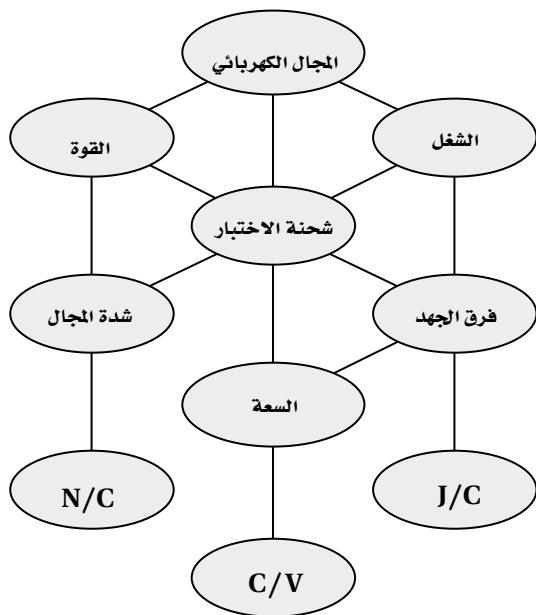 المجال الكهربائي
القوة
الشغل
شحنة الاختبار
شدة المجال
فرق الجهد
السعة
N/C
J/C
C/V